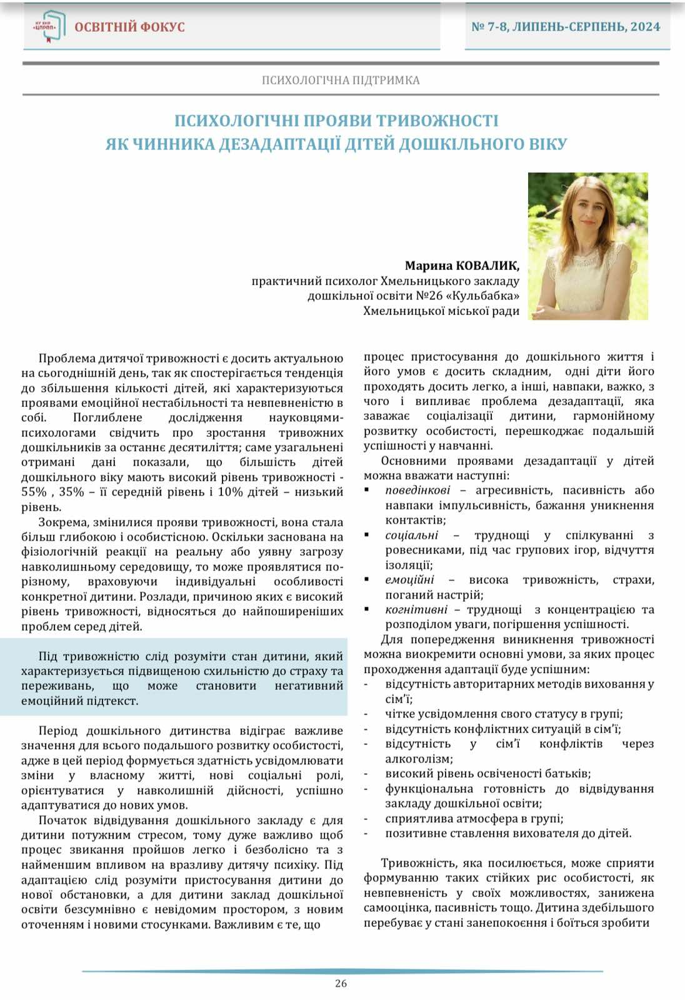 КУ ХМР
«ЦПРПП»
ОСВІТНІЙ ФОКУС
№ 7-8, ЛИПЕНЬ-СЕРПЕНЬ, 2024
ПСИХОЛОГІЧНА ПІДТРИМКА
ПСИХОЛОГІЧНІ ПРОЯВИ ТРИВОЖНОСТІ
ЯК ЧИННИКА ДЕЗАДАПТАЦІЇ ДІТЕЙ ДОШКІЛЬНОГО ВІКУ
Марина КОВАЛИК,
практичний психолог Хмельницького закладу
дошкільної освіти №26 «Кульбабка»
Хмельницької міської ради
Проблема дитячої тривожності є досить актуальною
на сьогоднішній день, так як спостерігається тенденція
до збільшення кількості дітей, які характеризуються
проявами емоційної нестабільності та невпевненістю в
собі. Поглиблене дослідження науковцями-
психологами свідчить про зростання тривожних
дошкільників за останнє десятиліття; саме узагальнені
отримані дані показали, що більшість дітей
дошкільного віку мають високий рівень тривожності -
55% , 35% – її середній рівень і 10% дітей – низький
рівень.
Зокрема, змінилися прояви тривожності, вона стала
більш глибокою і особистісною. Оскільки заснована на
фізіологічній реакції на реальну або уявну загрозу
навколишньому середовищу, то може проявлятися по-
різному, враховуючи індивідуальні особливості
конкретної дитини. Розлади, причиною яких є високий
рівень тривожності, відносяться до найпоширеніших
проблем серед дітей.
Під тривожністю слід розуміти стан дитини, який
характеризується підвищеною схильністю до страху та
переживань, що може становити негативний
емоційний підтекст.
Період дошкільного дитинства відіграє важливе
значення для всього подальшого розвитку особистості,
адже в цей період формується здатність усвідомлювати
зміни у власному житті, нові соціальні ролі,
орієнтуватися у навколишній дійсності, успішно
адаптуватися до нових умов.
Початок відвідування дошкільного закладу є для
дитини потужним стресом, тому дуже важливо щоб
процес звикання пройшов легко і безболісно та з
найменшим впливом на вразливу дитячу психіку. Під
адаптацією слід розуміти пристосування дитини до
нової обстановки, а для дитини заклад дошкільної
освіти безсумнівно є невідомим простором, з новим
оточенням і новими стосунками. Важливим є те, що
процес пристосування до дошкільного життя і
його умов є досить складним, одні діти його
проходять досить легко, а інші, навпаки, важко, з
чого і випливає проблема дезадаптації, яка
заважає соціалізації дитини, гармонійному
розвитку особистості, перешкоджає подальшій
успішності у навчанні.
Основними проявами дезадаптації у дітей
можна вважати наступні:
▪ поведінкові – агресивність, пасивність або
навпаки імпульсивність, бажання уникнення
контактів;
▪ соціальні – труднощі у спілкуванні з
ровесниками, під час групових ігор, відчуття
ізоляції;
▪ емоційні – висока тривожність, страхи,
поганий настрій;
▪ когнітивні – труднощі з концентрацією та
розподілом уваги, погіршення успішності.
Для попередження виникнення тривожності
можна виокремити основні умови, за яких процес
проходження адаптації буде успішним:
- відсутність авторитарних методів виховання у
сім’ї;
- чітке усвідомлення свого статусу в групі;
- відсутність конфліктних ситуацій в сім’ї;
- відсутність у сім’ї конфліктів через
алкоголізм;
- високий рівень освіченості батьків;
- функціональна готовність до відвідування
закладу дошкільної освіти;
- сприятлива атмосфера в групі;
- позитивне ставлення вихователя до дітей.
Тривожність, яка посилюється, може сприяти
формуванню таких стійких рис особистості, як
невпевненість у своїх можливостях, занижена
самооцінка, пасивність тощо. Дитина здебільшого
перебуває у стані занепокоєння і боїться зробити
26